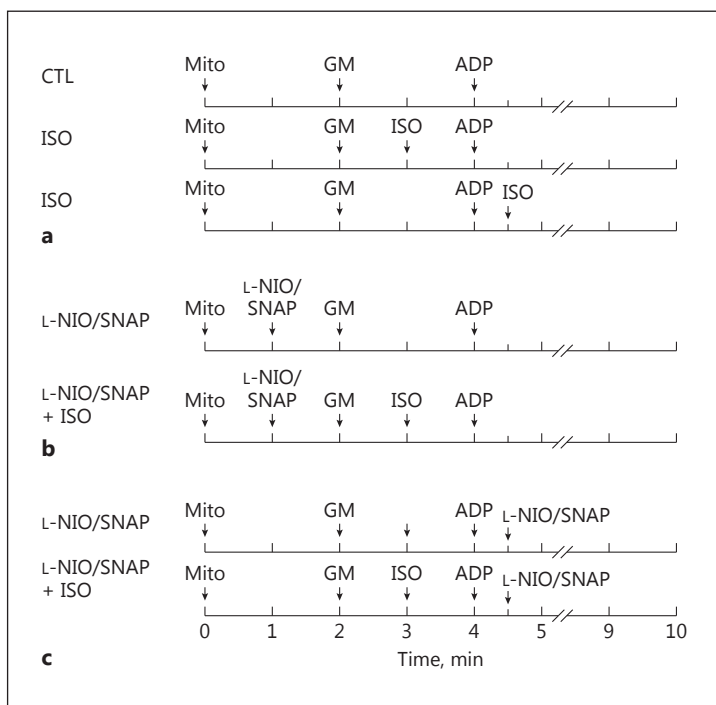 Mito GM ADP
CTL
Mito GM ISO ADP
ISO
Mito GM ADP ISO
ISO
a
L-NIO/
Mito SNAP GM ADP
L-NIO/SNAP
L-NIO/
L-NIO/SNAP Mito SNAP GM ISO ADP
+ ISO
b
Mito GM ADP L-NIO/SNAP
L-NIO/SNAP
L-NIO/SNAP Mito GM ISO ADP L-NIO/SNAP
+ ISO
0 1 2 3 4 5 9 10
Time, min
c